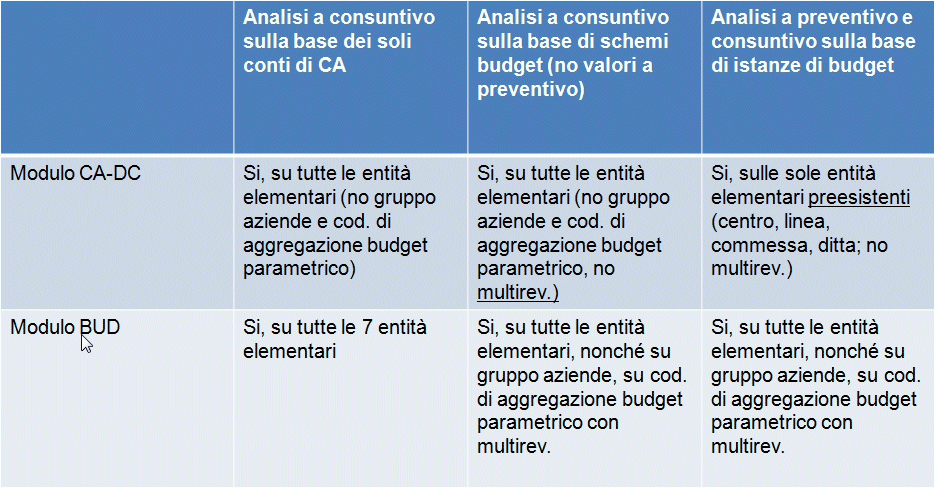 Analisi a consuntivo
sulla base dei soli
conti di CA
Analisi a consuntivo
sulla base di schemi
budget (no valori a
preventivo)
Analisi a preventivo e
consuntivo sulla base
di istanze di budget
Modulo CA-DC
Si, su tutte le entità
elementari (no gruppo
aziende e cod. di
aggregazione budget
parametrico)
Si, su tutte le entità
elementari (no gruppo
aziende e cod. di
aggregazione budget
parametrico, no
multirev.)
Si, sulle sole entità
elementari preesistenti
(centro, linea,
commessa, ditta; no
multirev.)
Modulo BUD
Si, su tutte le 7 entità
elementari
Si, su tutte le entità
elementari, nonché su
gruppo aziende, su cod.
di aggregazione budget
parametrico con
multirev.
Si, su tutte le entità
elementari, nonché su
gruppo aziende, su cod.
di aggregazione budget
parametrico con
multirev.